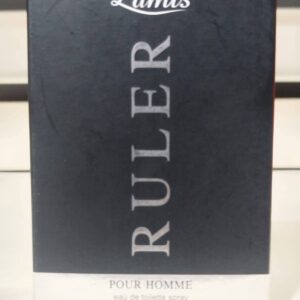 Lamis
RULER
POUR HOMME
eau de toilette spray